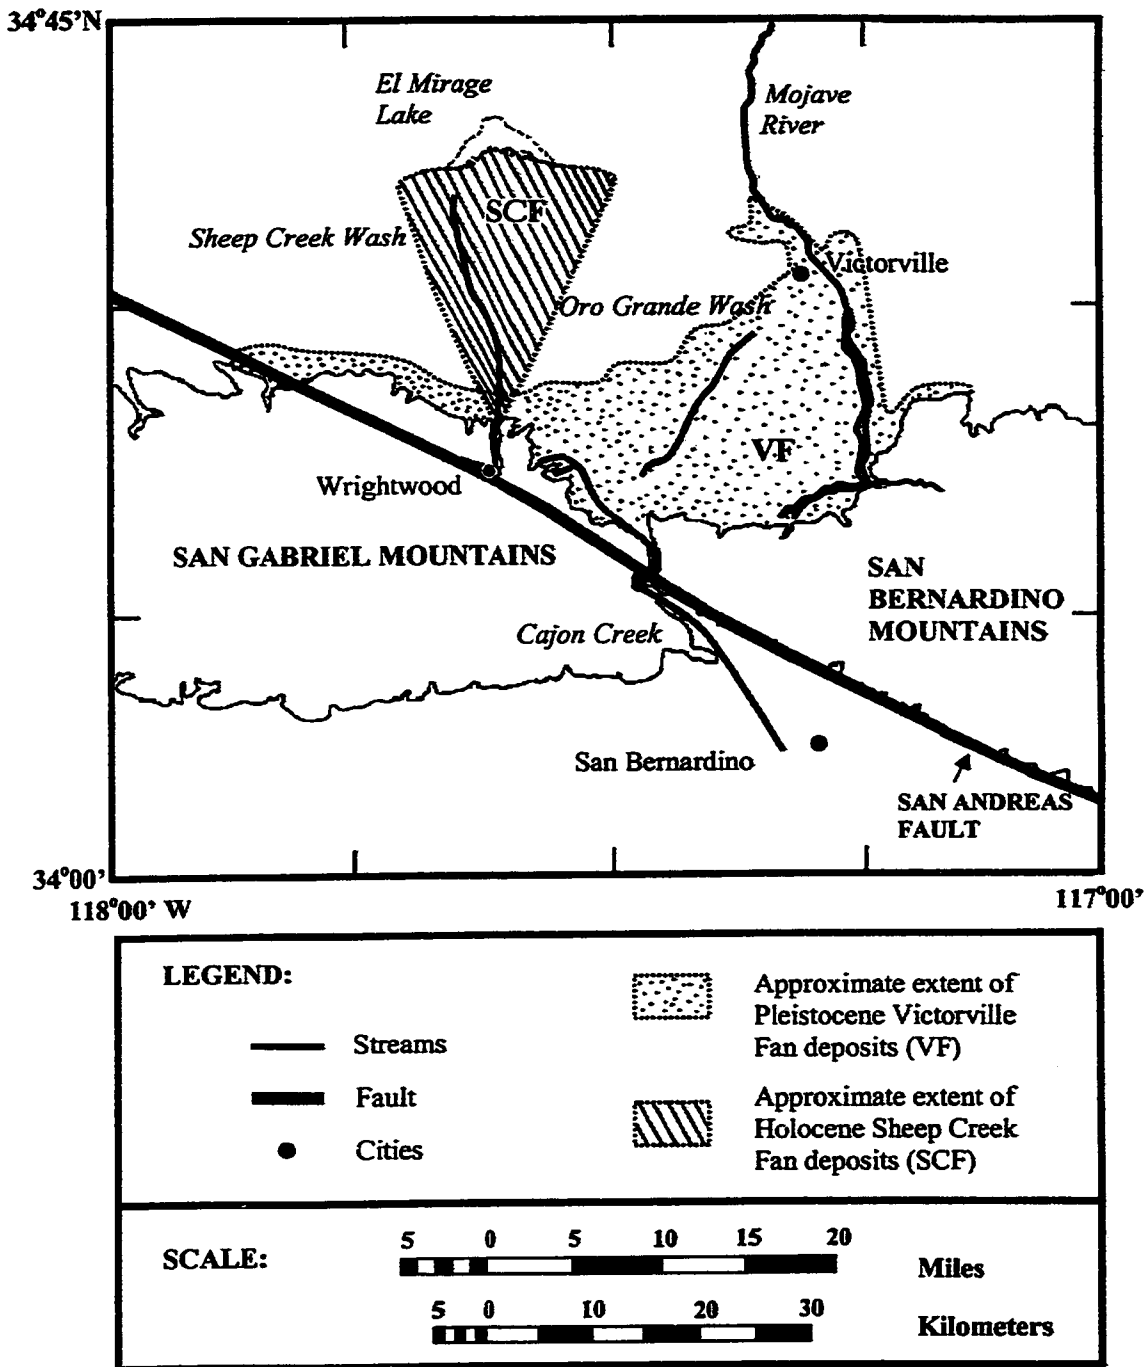 34°45'N
El Mirage
Lake
Mojave
River
SCF
Sheep Creek Wash
Victorville
Oro Grande Wash
VF
Wrightwood
SAN GABRIEL MOUNTAINS
SAN
BERNARDINO
MOUNTAINS
Cajon Creek
San Bernardino
SAN ANDREAS
FAULT
34°00'
118°00' W
117°00'
LEGEND:
Streams
Fault
Cities
Approximate extent of
Pleistocene Victorville
Fan deposits (VF)
Approximate extent of
Holocene Sheep Creek
Fan deposits (SCF)
SCALE:
5 0 5 10 15 20
Miles
5 0 10 20 30
Kilometers